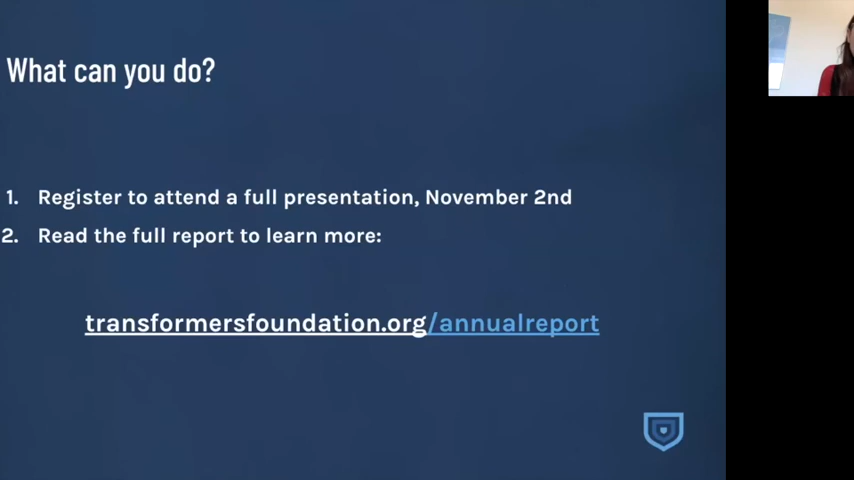 What can you do?
1. Register to attend a full presentation, November 2nd
2. Read the full report to learn more:
transformersfoundation.org/annualreport